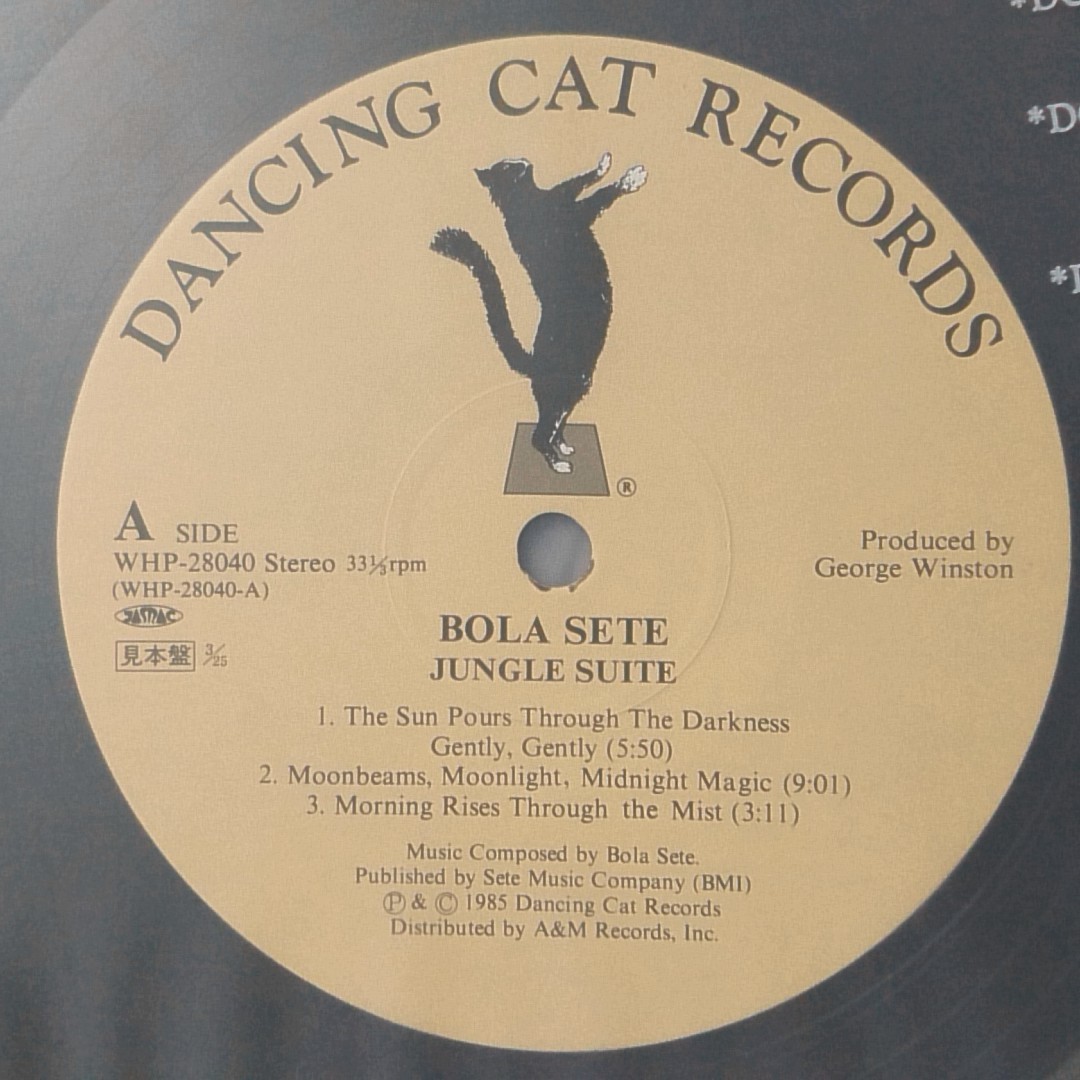 DANCING CAT RECORDS
®
A SIDE
WHP-28040 Stereo 33⅓rpm
(WHP-28040-A)
JASRAC
見本盤 3/25
Produced by
George Winston
BOLA SETE
JUNGLE SUITE
1. The Sun Pours Through The Darkness
Gently, Gently (5:50)
2. Moonbeams, Moonlight, Midnight Magic (9:01)
3. Morning Rises Through the Mist (3:11)
Music Composed by Bola Sete.
Published by Sete Music Company (BMI)
Ⓟ & Ⓒ 1985 Dancing Cat Records
Distributed by A&M Records, Inc.